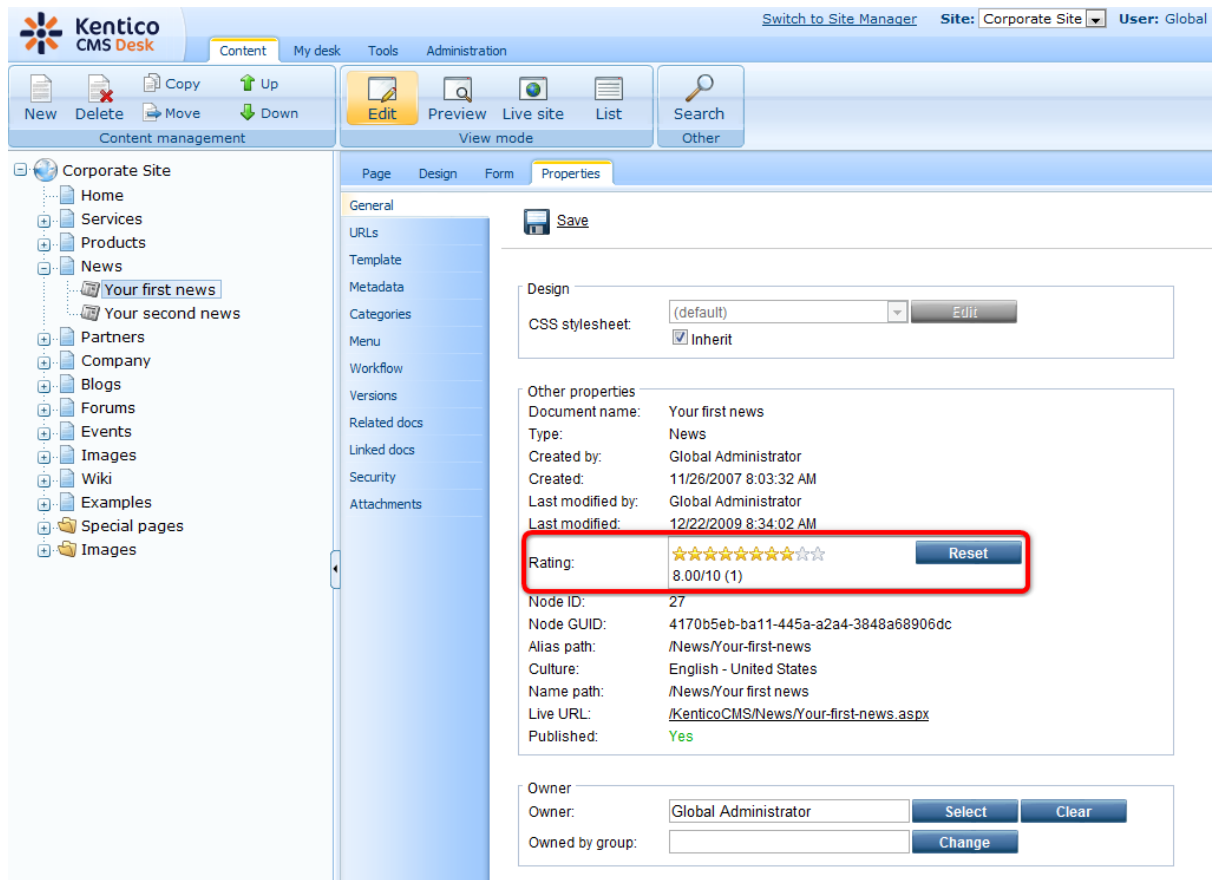 Kentico
CMS Desk
Switch to Site Manager Site: Corporate Site User: Global
Content My desk Tools Administration
New Delete Copy Move Up Down
Content management
Edit Preview Live site List
View mode
Search
Other
Corporate Site
Home
Services
Products
News
Your first news
Your second news
Partners
Company
Blogs
Forums
Events
Images
Wiki
Examples
Special pages
Images
Page Design Form Properties
General
URLs
Template
Metadata
Categories
Menu
Workflow
Versions
Related docs
Linked docs
Security
Attachments
Save
Design
CSS stylesheet: (default) Edit
Inherit
Other properties
Document name: Your first news
Type: News
Created by: Global Administrator
Created: 11/26/2007 8:03:32 AM
Last modified by: Global Administrator
Last modified: 12/22/2009 8:34:02 AM
Rating: Reset
8.00/10 (1)
Node ID: 27
Node GUID: 4170b5eb-ba11-445a-a2a4-3848a68906dc
Alias path: /News/Your-first-news
Culture: English - United States
Name path: /News/Your first news
Live URL: /KenticoCMS/News/Your-first-news.aspx
Published: Yes
Owner
Owner: Global Administrator Select Clear
Owned by group: Change